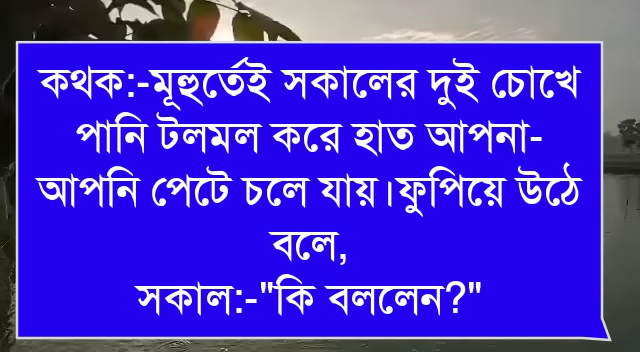 কথক:-মূহুর্তেই সকালের দুই চোখে
পানি টলমল করে হাত আপনা-
আপনি পেটে চলে যায়।ফুপিয়ে উঠে
বলে,
সকাল:-"কি বললেন?"